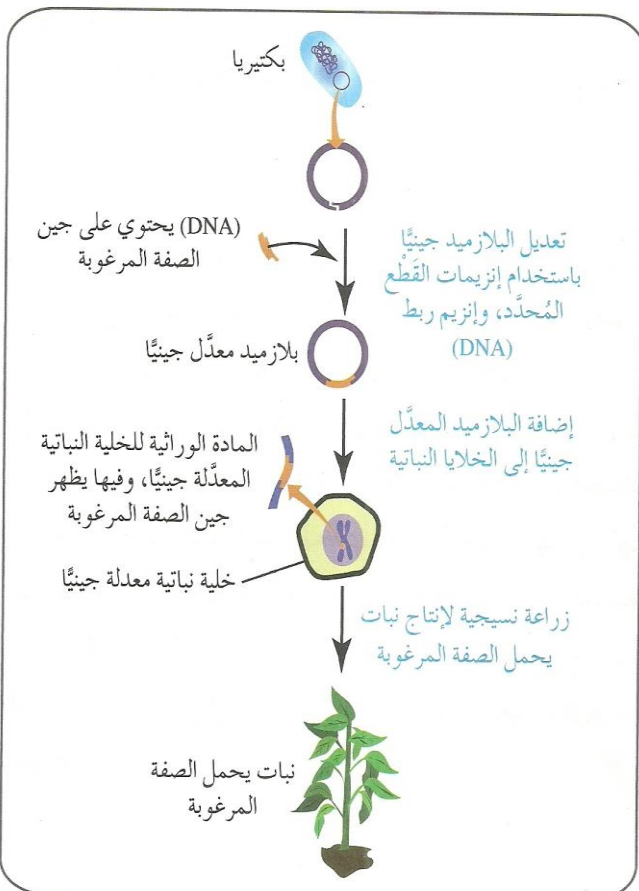 بكتيريا
(DNA) يحتوي على جين
الصفة المرغوبة
تعديل البلازميد جينيًّا
باستخدام إنزيمات القَطْع
المُحدَّد، وإنزيم ربط
(DNA)
بلازميد معدَّل جينيًّا
إضافة البلازميد المعدَّل
جينيًّا إلى الخلايا النباتية
المادة الوراثية للخلية النباتية
المعدَّلة جينيًّا، وفيها يظهر
جين الصفة المرغوبة
خلية نباتية معدلة جينيًّا
زراعة نسيجية لإنتاج نبات
يحمل الصفة المرغوبة
نبات يحمل الصفة
المرغوبة